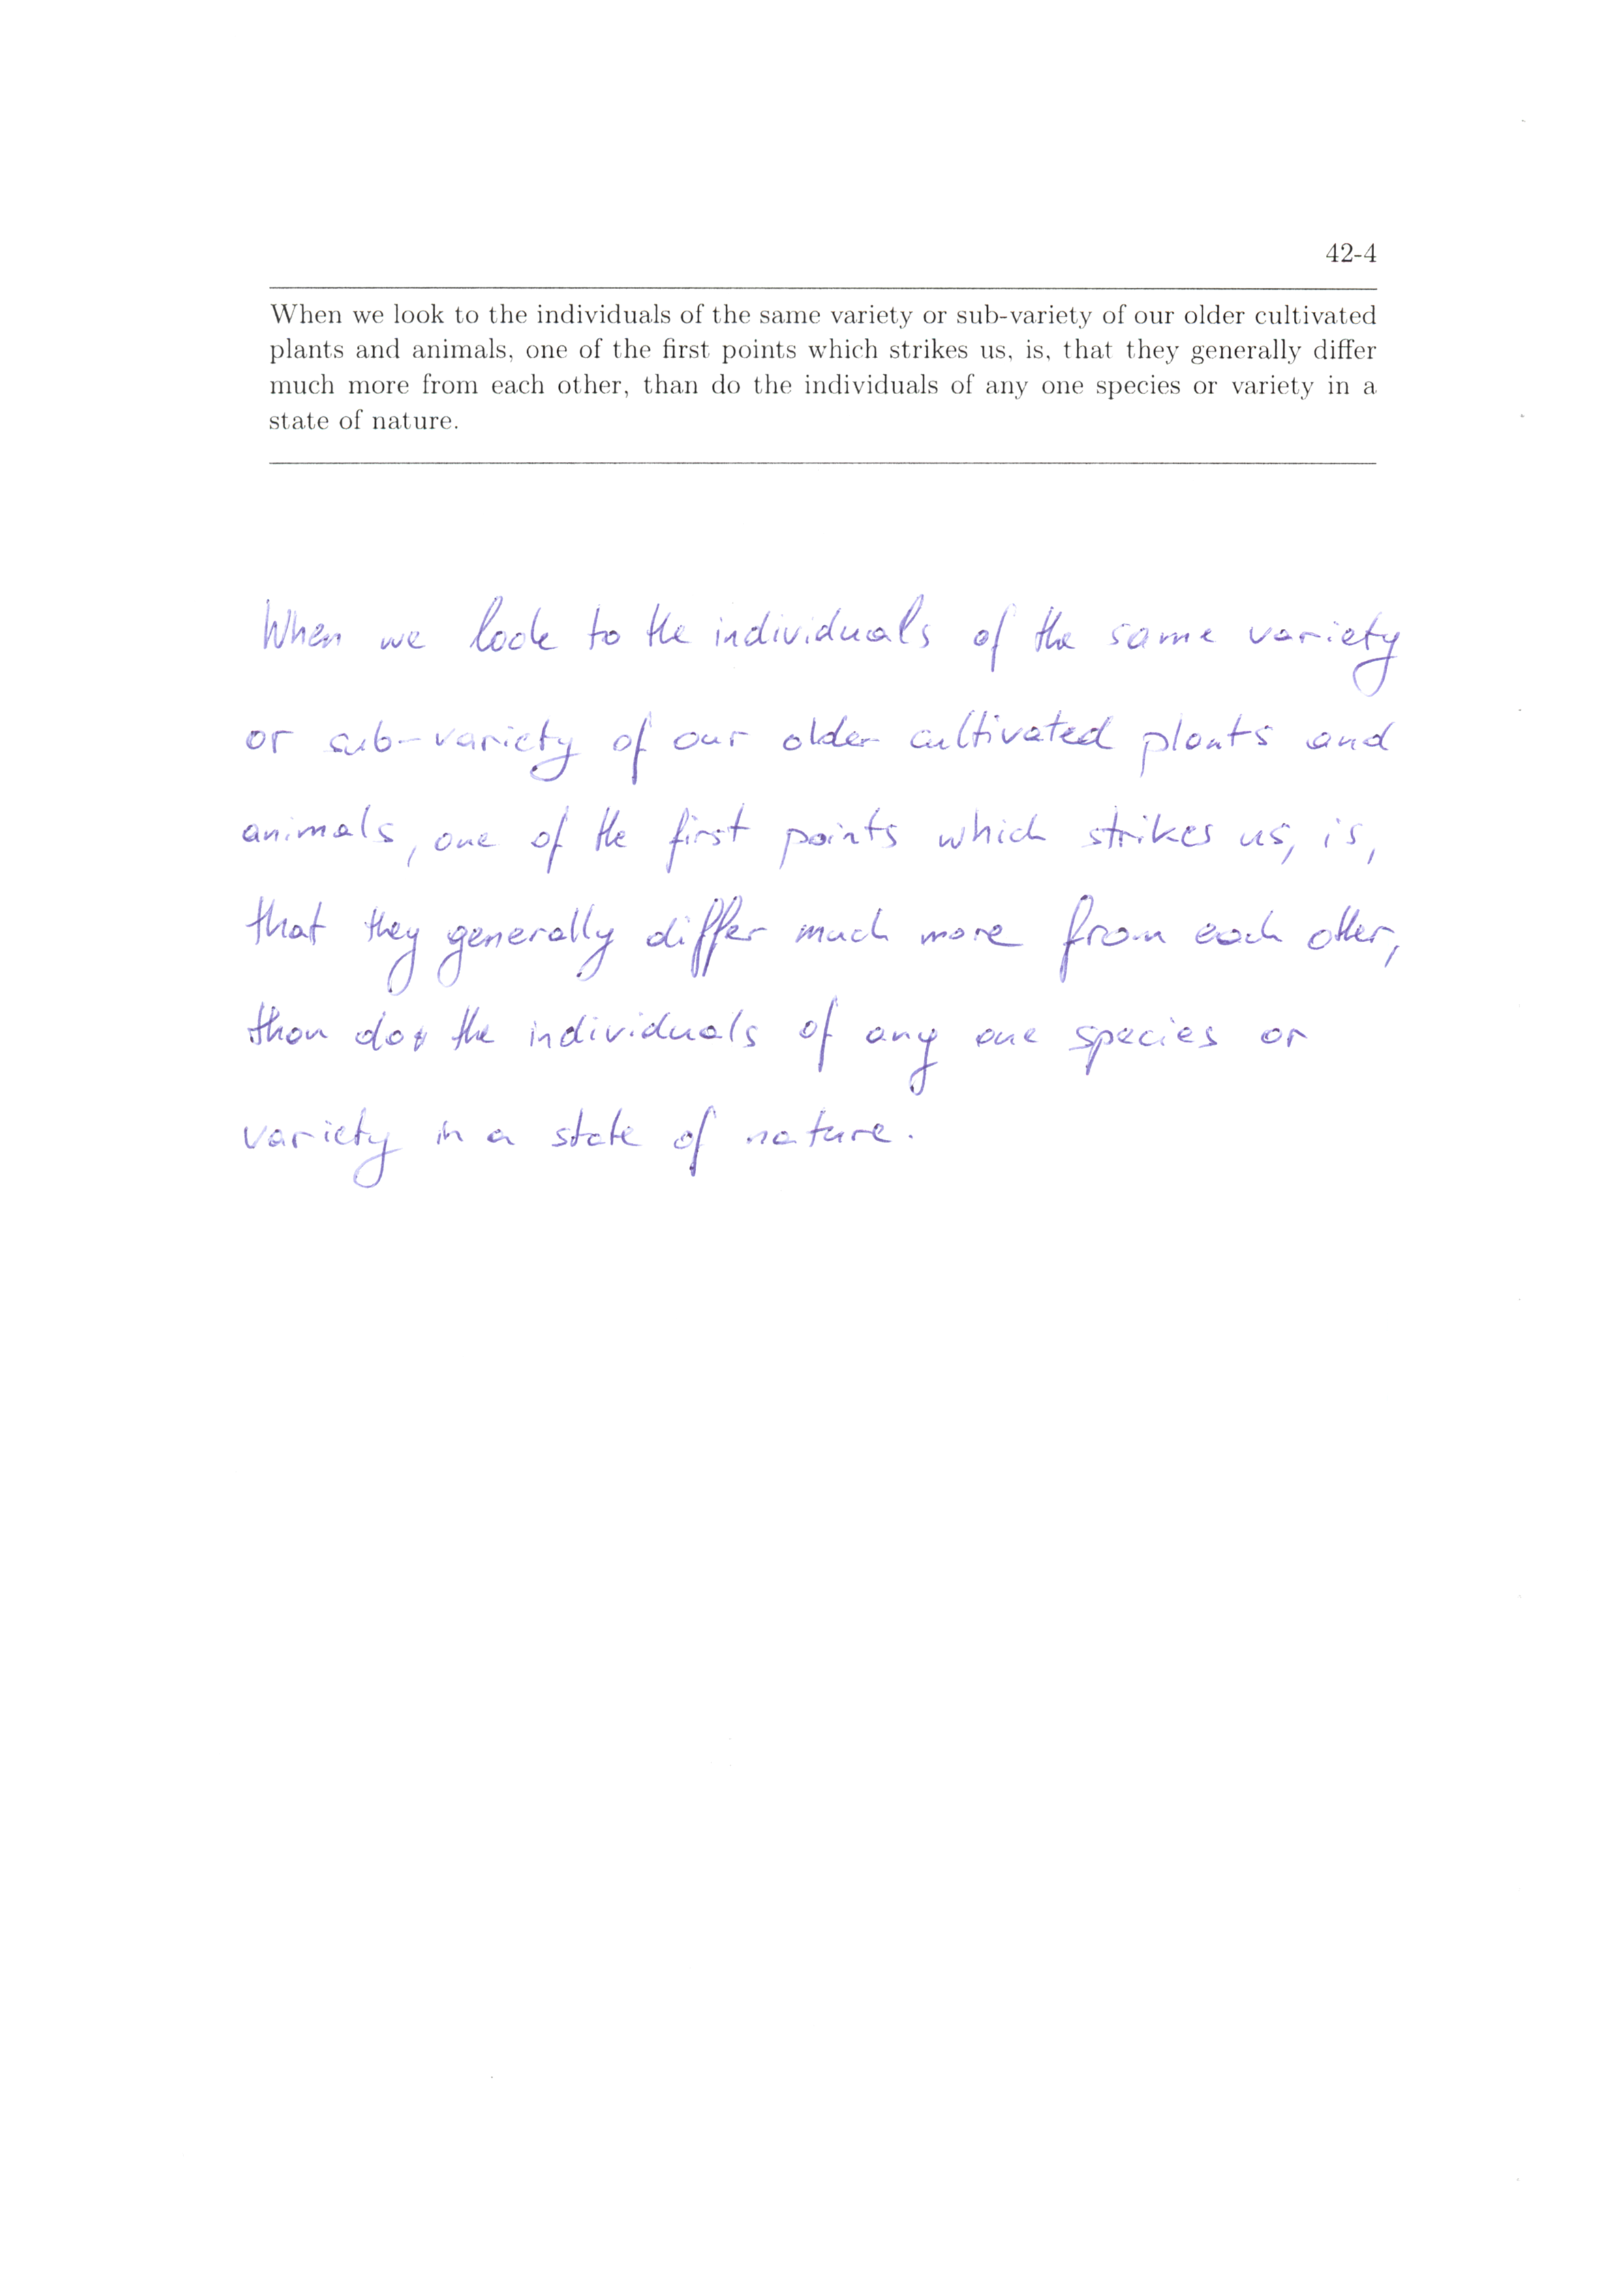 42-4
When we look to the individuals of the same variety or sub-variety of our older cultivated
plants and animals, one of the first points which strikes us, is, that they generally differ
much more from each other, than do the individuals of any one species or variety in a
state of nature.
When we look to the individuals of the same variety
or sub-variety of our older cultivated plants and
animals, one of the first points which strikes us, is,
that they generally differ much more from each other,
than do the individuals of any one species or
variety in a state of nature.